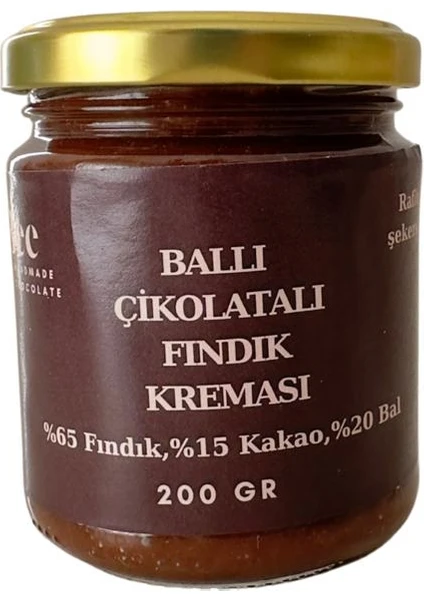 BALLI
ÇİKOLATALI
FINDIK
KREMASI
%65 Fındık,%15 Kakao,%20 Bal
200 GR